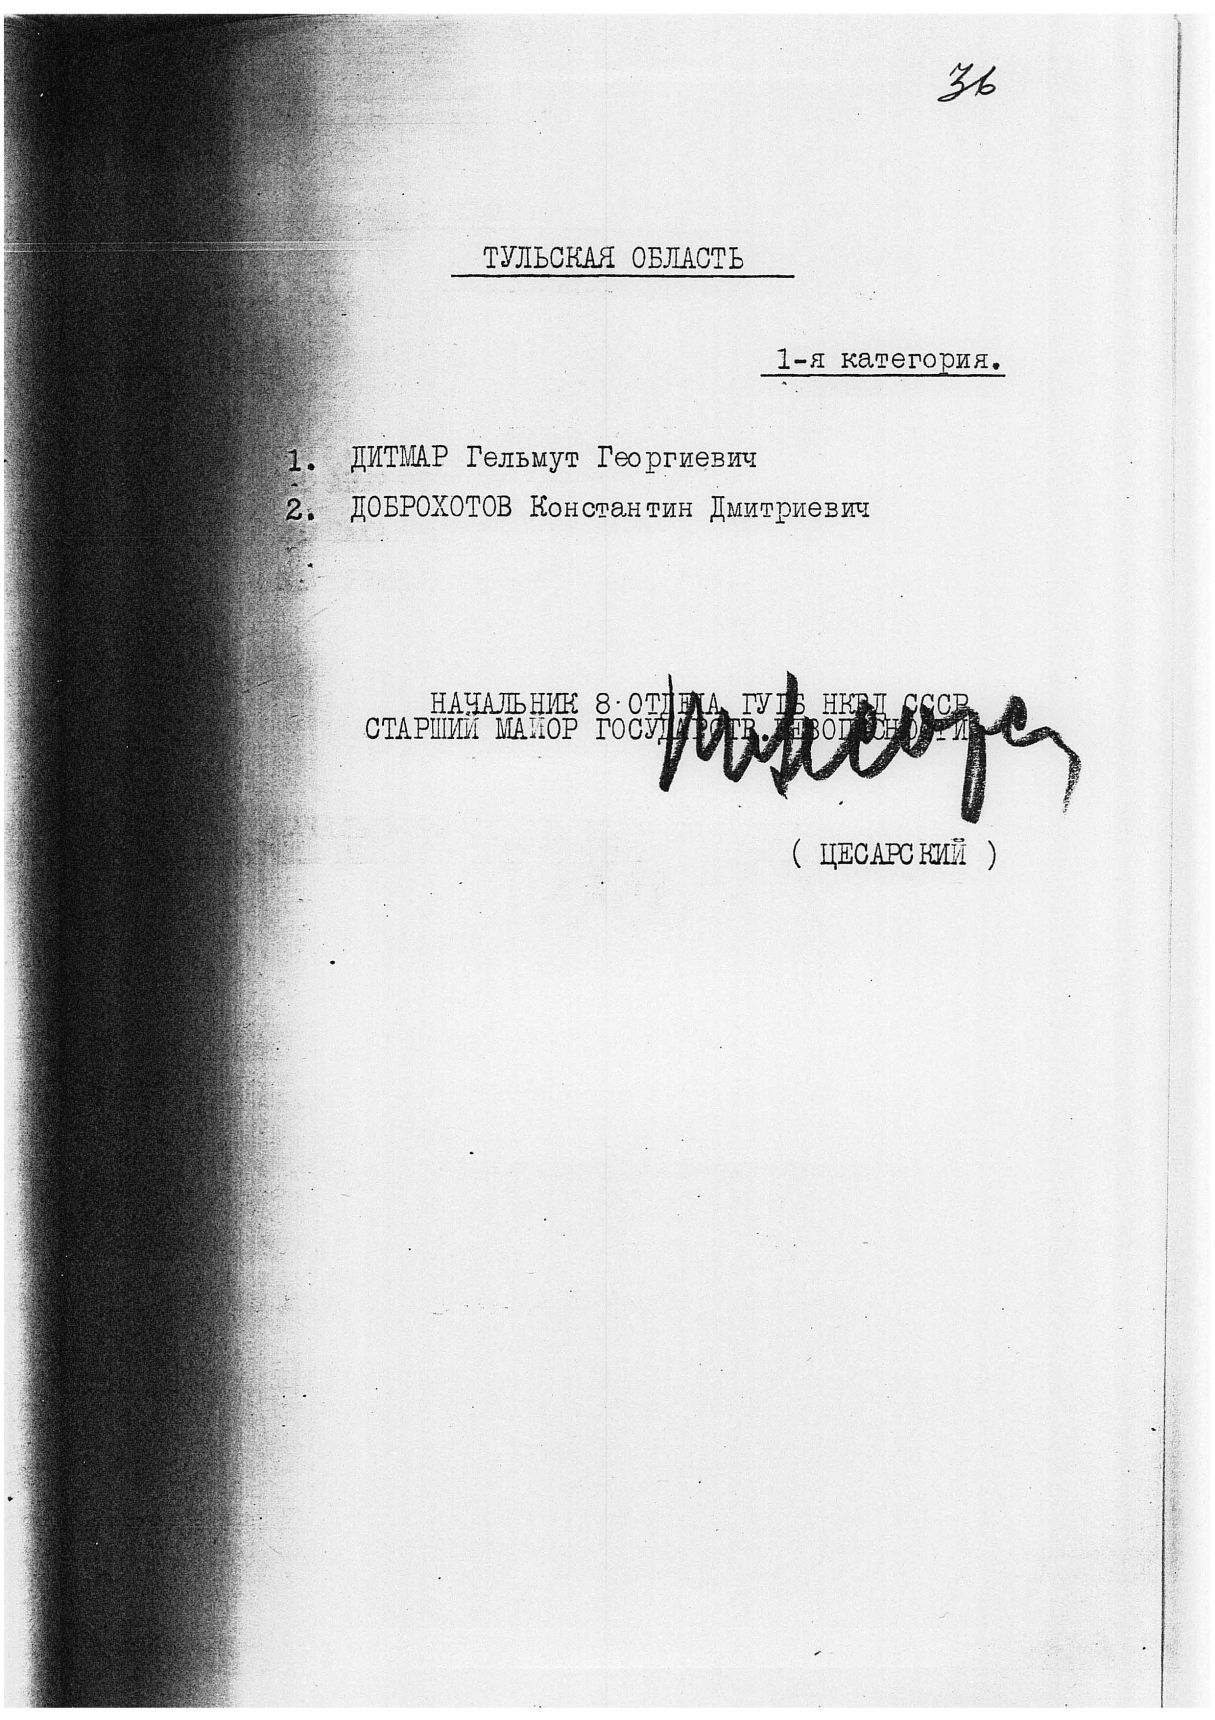 36
ТУЛЬСКАЯ ОБЛАСТЬ
1-я категория.
1. ДИТМАР Гельмут Георгиевич
2. ДОБРОХОТОВ Константин Дмитриевич
НАЧАЛЬНИК 8 ОТДЕЛА ГУГБ НКВД СССР
СТАРШИЙ МАЙОР ГОСУДАРСТВ.БЕЗОПАСНОСТИ
( ЦЕСАРСКИЙ )